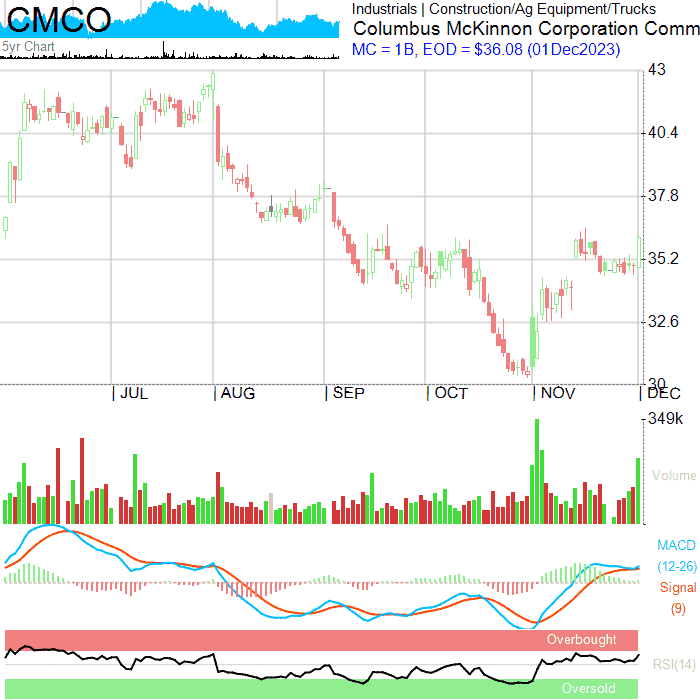 CMCO
5yr Chart
Industrials | Construction/Ag Equipment/Trucks
Columbus McKinnon Corporation Comm
MC = 1B, EOD = $36.08 (01Dec2023)
43
40.4
37.8
35.2
32.6
30
JUL
AUG
SEP
OCT
NOV
DEC
349k
Volume
MACD
(12-26)
Signal
(9)
Overbought
RSI(14)
Oversold